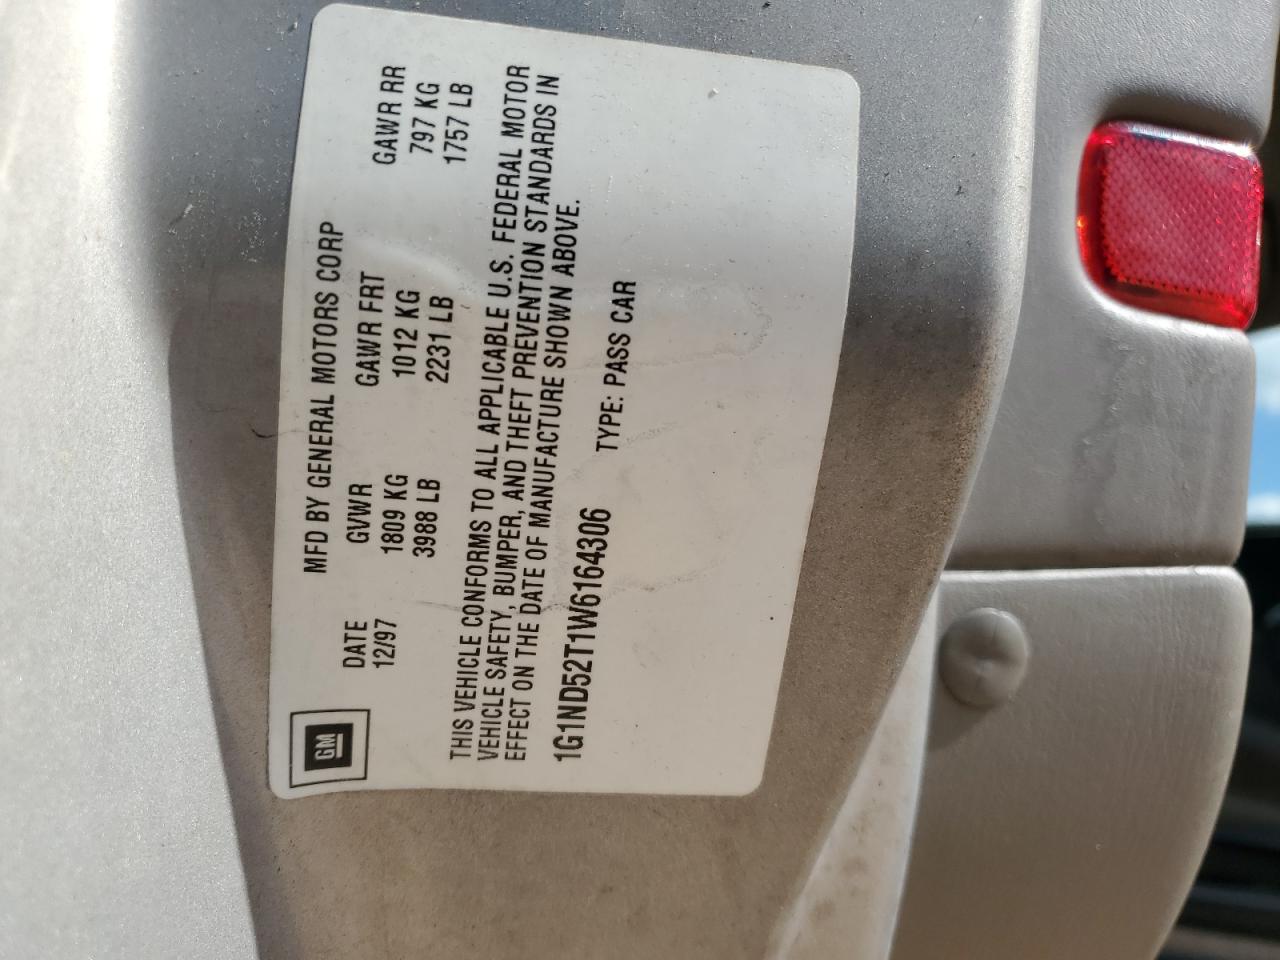 GM
MFD BY GENERAL MOTORS CORP
DATE GVWR GAWR FRT GAWR RR
12/97 1809 KG 1012 KG 797 KG
3988 LB 2231 LB 1757 LB
THIS VEHICLE CONFORMS TO ALL APPLICABLE U.S. FEDERAL MOTOR
VEHICLE SAFETY, BUMPER, AND THEFT PREVENTION STANDARDS IN
EFFECT ON THE DATE OF MANUFACTURE SHOWN ABOVE.
1G1ND52T1W6164306 TYPE: PASS CAR